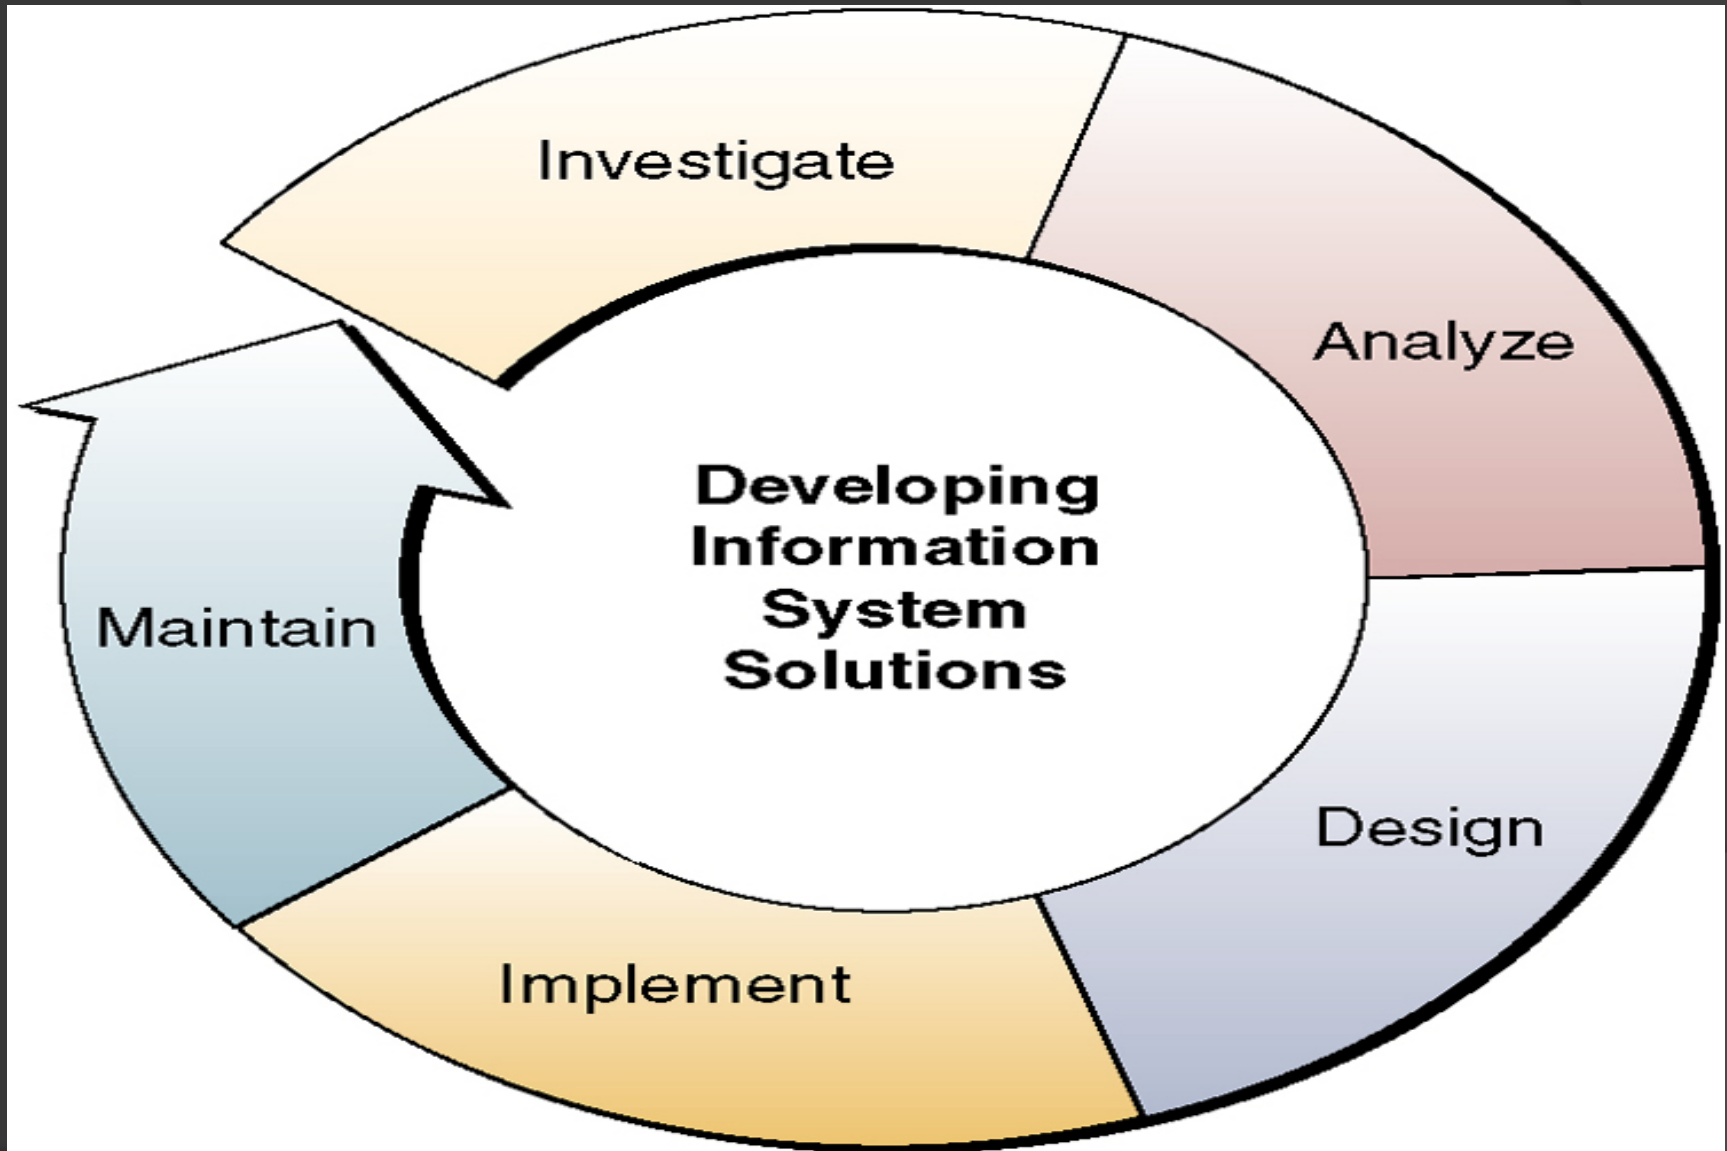 Investigate
Analyze
Developing
Information
System
Solutions
Maintain
Design
Implement